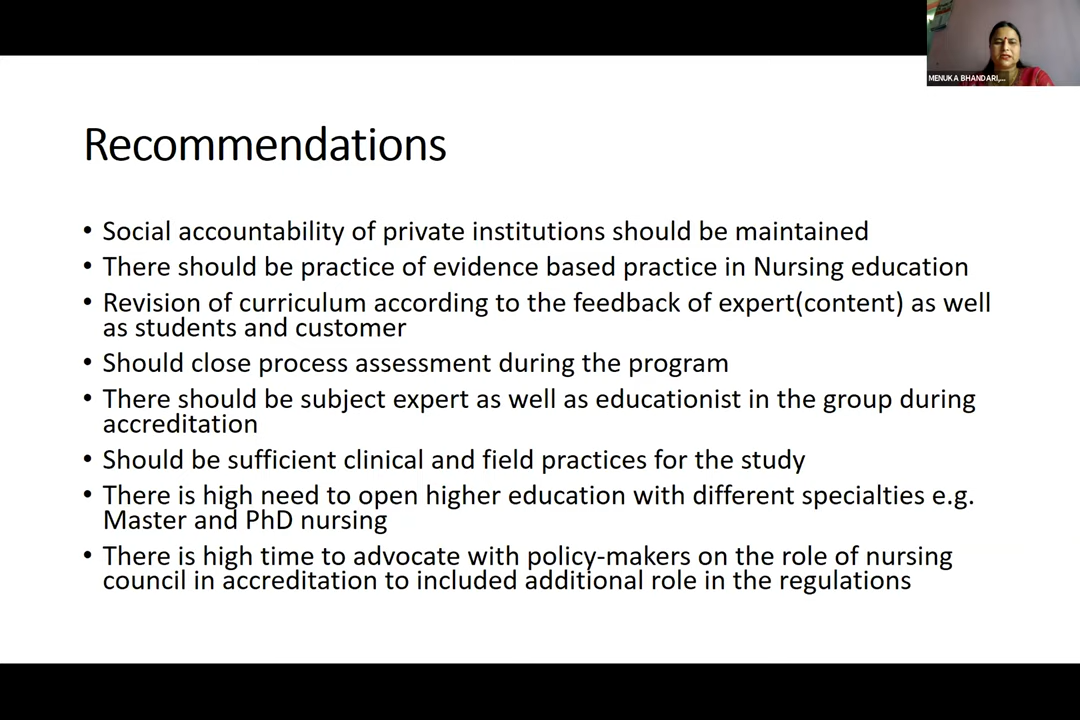 MENUKA BHANDARI,...
Recommendations
• Social accountability of private institutions should be maintained
• There should be practice of evidence based practice in Nursing education
• Revision of curriculum according to the feedback of expert(content) as well
as students and customer
• Should close process assessment during the program
• There should be subject expert as well as educationist in the group during
accreditation
• Should be sufficient clinical and field practices for the study
• There is high need to open higher education with different specialties e.g.
Master and PhD nursing
• There is high time to advocate with policy-makers on the role of nursing
council in accreditation to included additional role in the regulations